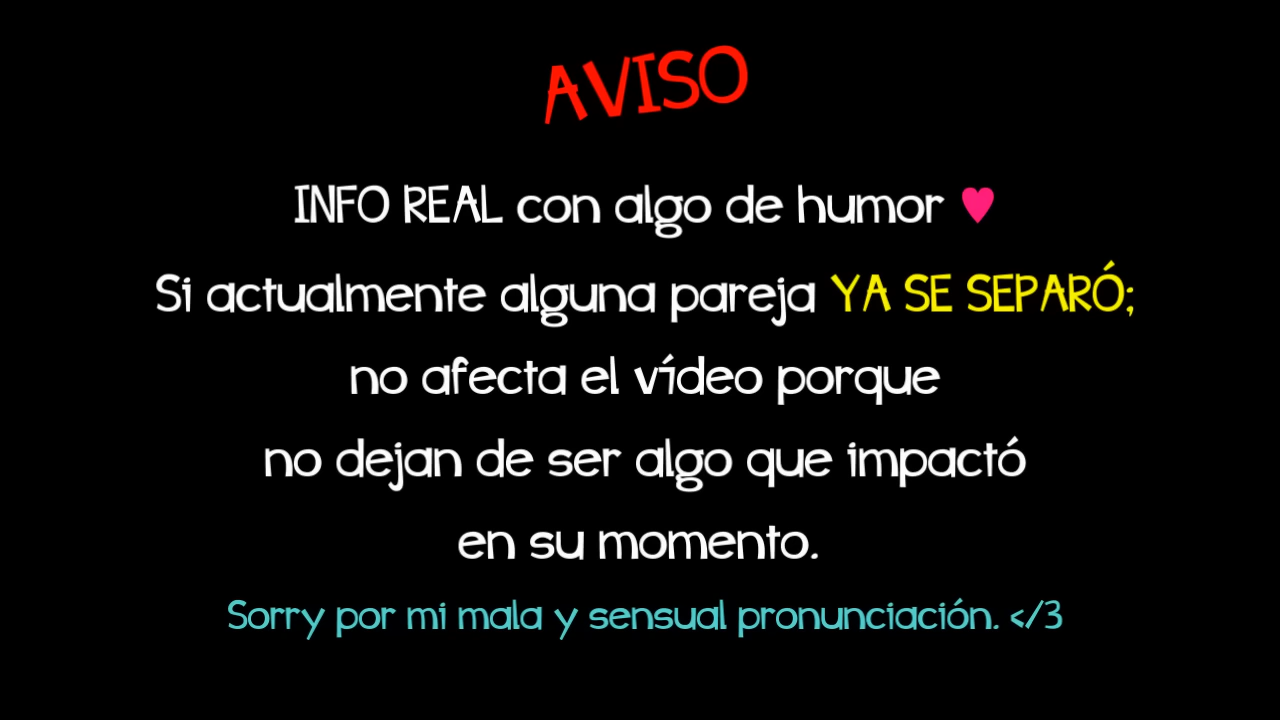 AVISO
INFO REAL con algo de humor ♥
Si actualmente alguna pareja YA SE SEPARÓ;
no afecta el vídeo porque
no dejan de ser algo que impactó
en su momento.
Sorry por mi mala y sensual pronunciación. </3